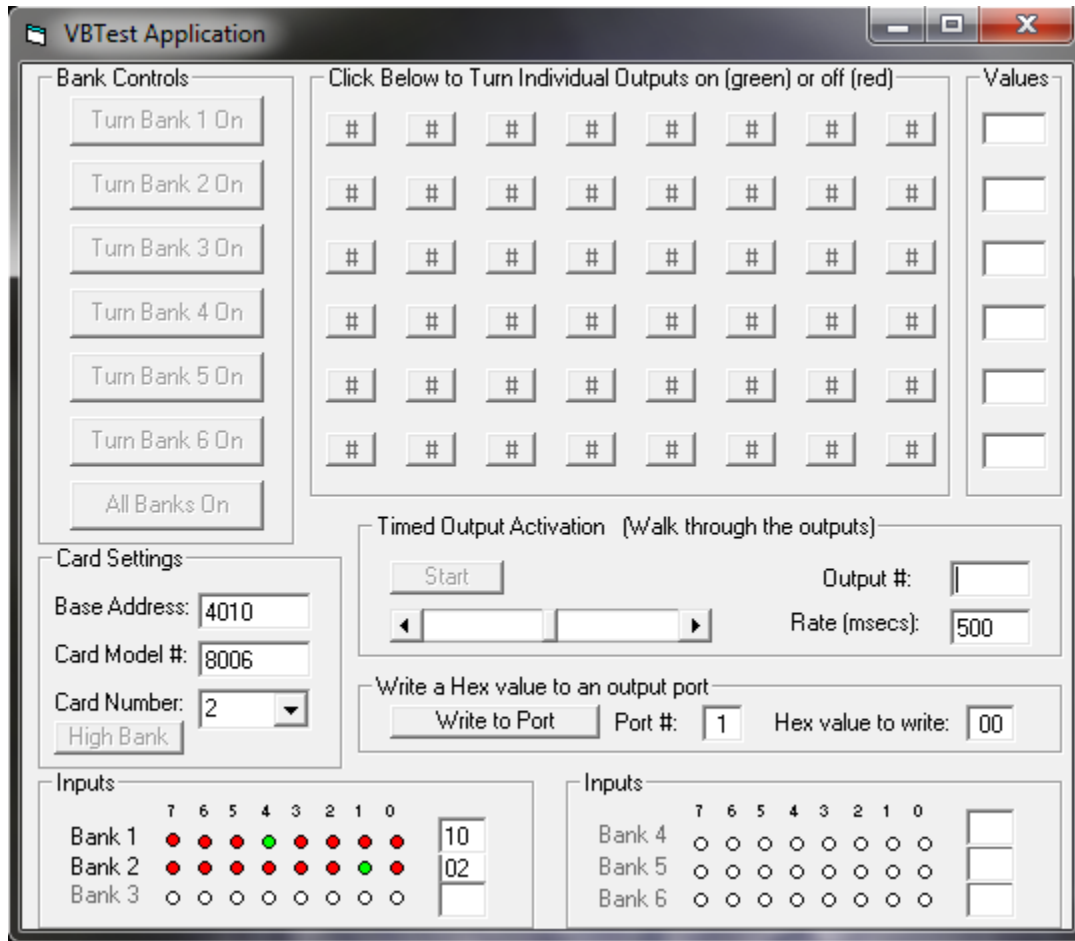 VBTest Application
Bank Controls
Turn Bank 1 On
Turn Bank 2 On
Turn Bank 3 On
Turn Bank 4 On
Turn Bank 5 On
Turn Bank 6 On
All Banks On
Click Below to Turn Individual Outputs on (green) or off (red)
# # # # # # # #
# # # # # # # #
# # # # # # # #
# # # # # # # #
# # # # # # # #
# # # # # # # #
Values
Timed Output Activation (Walk through the outputs)
Start
Output #:
Rate (msecs): 500
Card Settings
Base Address: 4010
Card Model #: 8006
Card Number: 2
High Bank
Write a Hex value to an output port
Write to Port Port #: 1 Hex value to write: 00
Inputs
7 6 5 4 3 2 1 0
Bank 1 10
Bank 2 02
Bank 3
Inputs
7 6 5 4 3 2 1 0
Bank 4
Bank 5
Bank 6